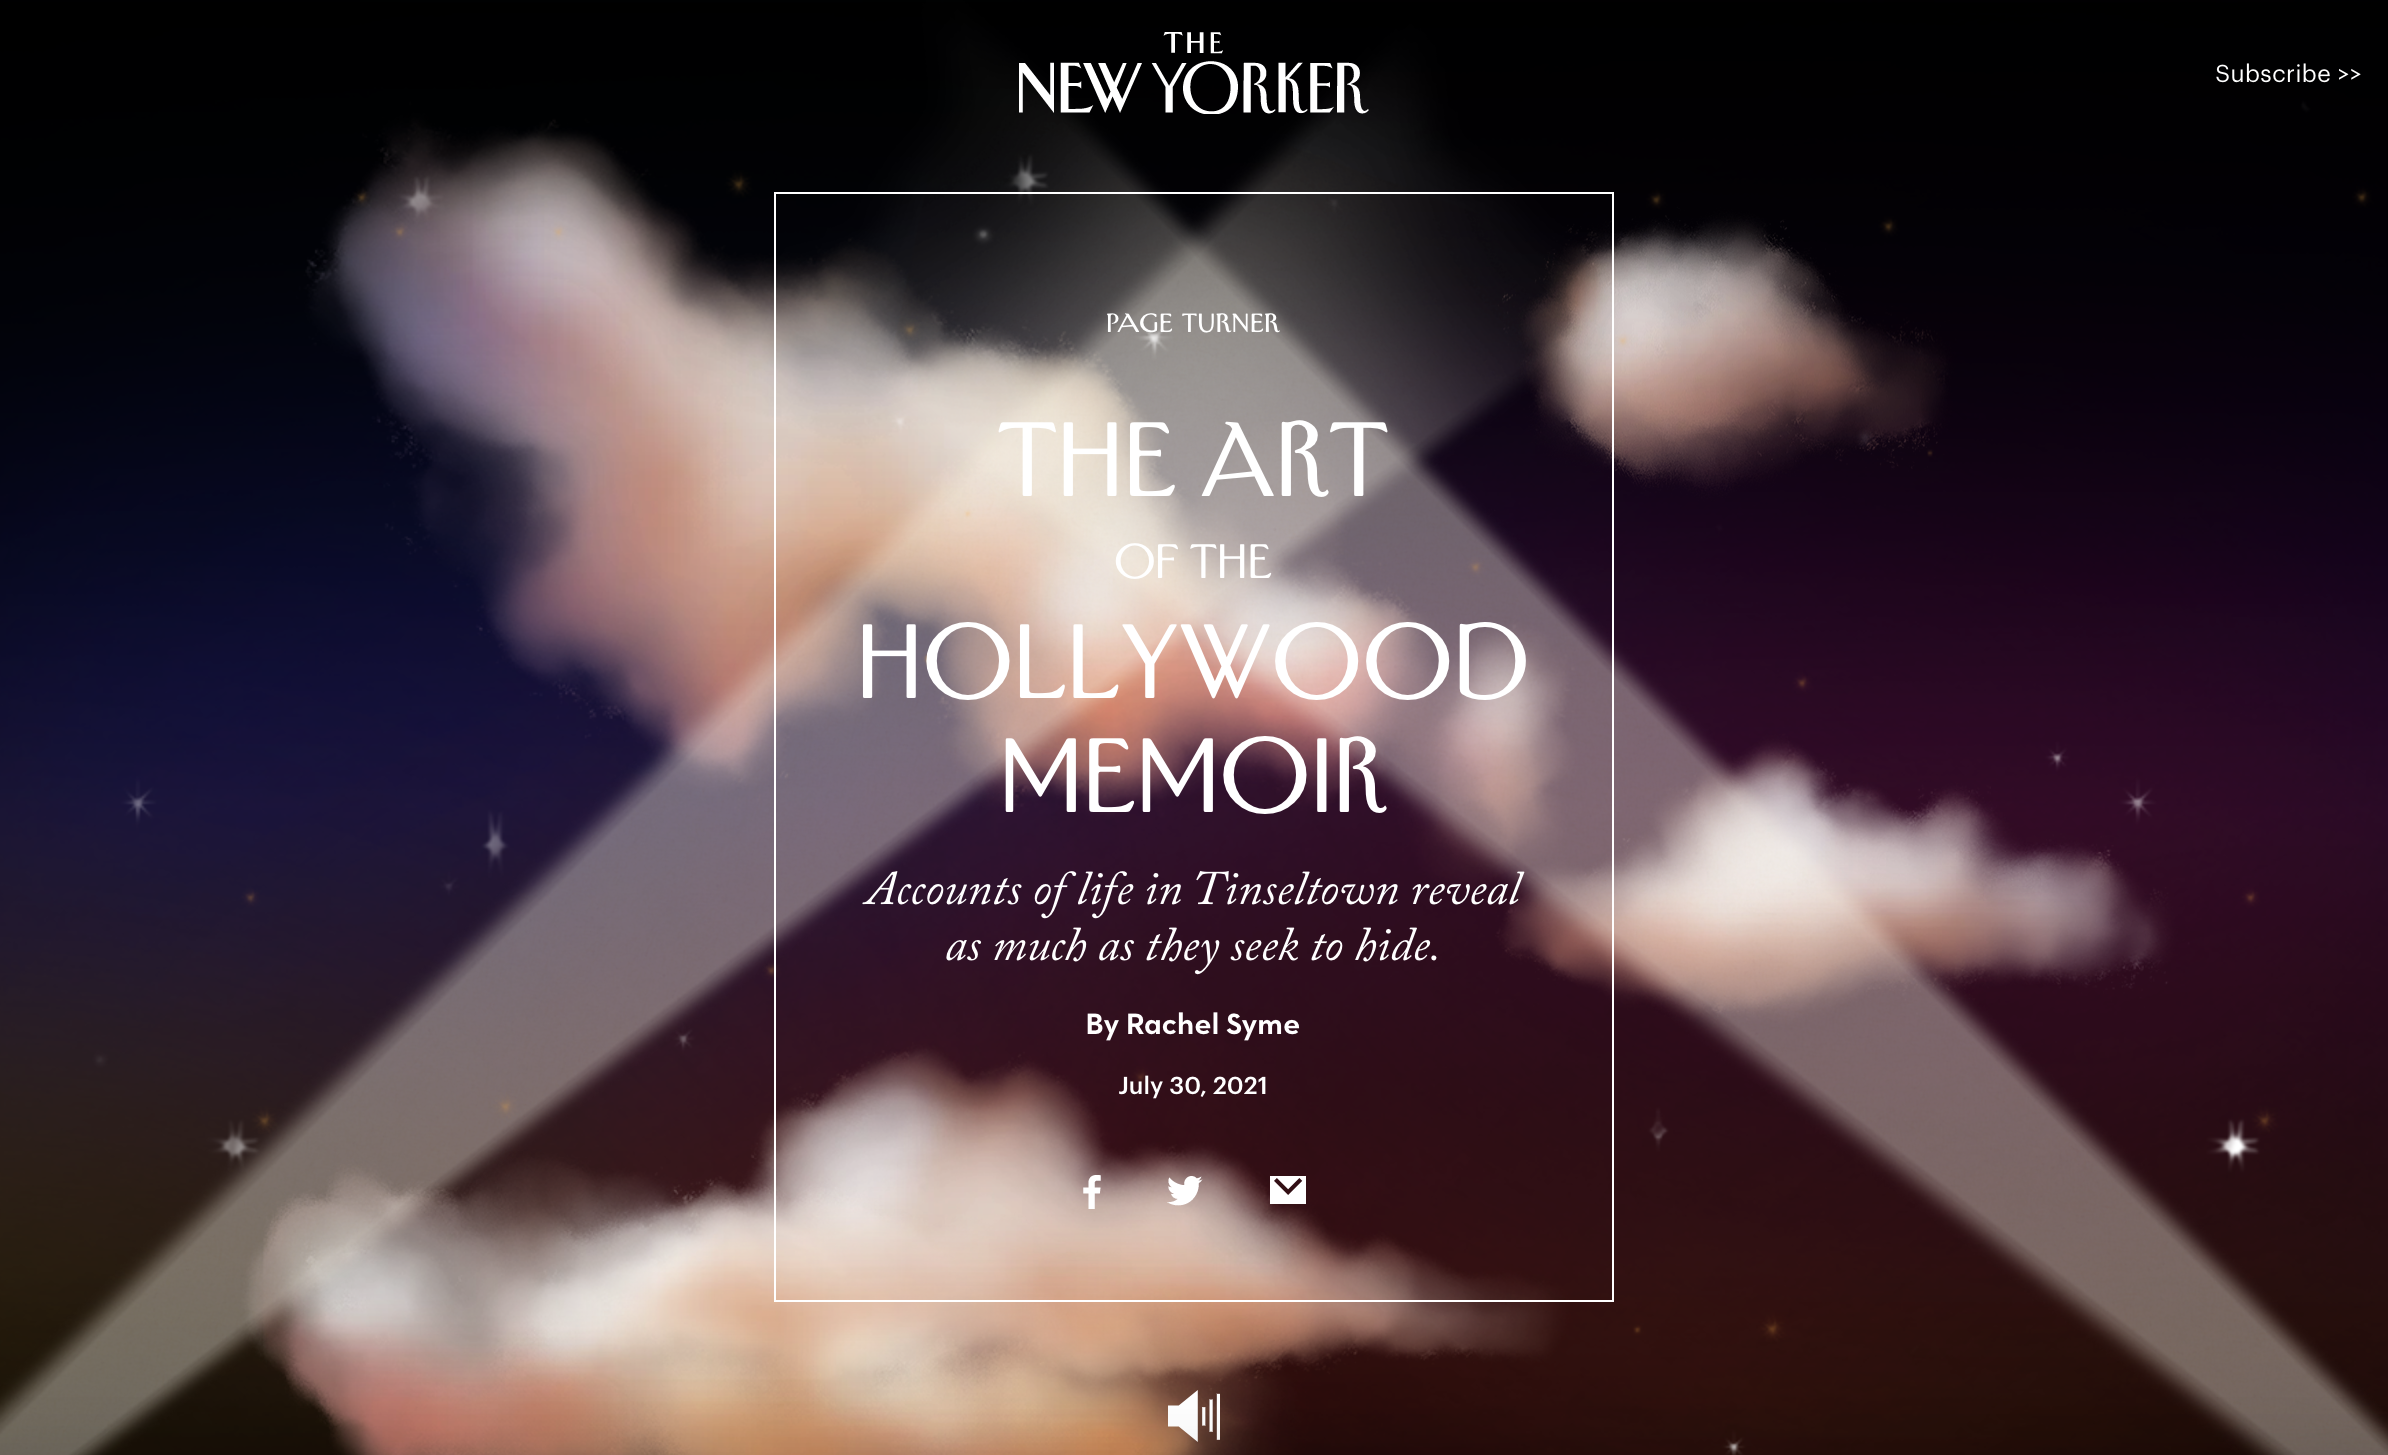 THE
NEW YORKER
Subscribe >>
PAGE TURNER
THE ART
OF THE
HOLLYWOOD
MEMOIR
Accounts of life in Tinseltown reveal
as much as they seek to hide.
By Rachel Syme
July 30, 2021